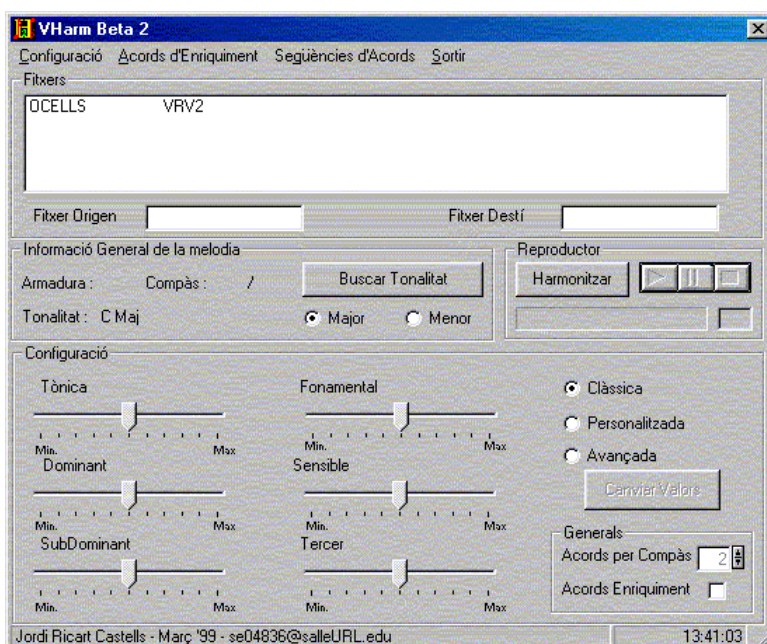 VHarm Beta 2
Configuració Acords d'Enriquiment Seqüències d'Acords Sortir
Fitxers
OCELLS VRV2
Fitxer Origen Fitxer Destí
Informació General de la melodia
Reproductor
Armadura : Compàs : / Buscar Tonalitat
Harmonitzar
Tonalitat : C Maj Major Menor
Configuració
Tònica Fonamental
Clàssica
Min. Max Min. Max
Personalitzada
Dominant Sensible
Avançada
Canviar Valors
Min. Max Min. Max
SubDominant Tercer
Generals
Acords per Compàs 2
Acords Enriquiment
Min. Max Min. Max
Jordi Ricart Castells - Març '99 - se04836@salleURL.edu 13:41:03